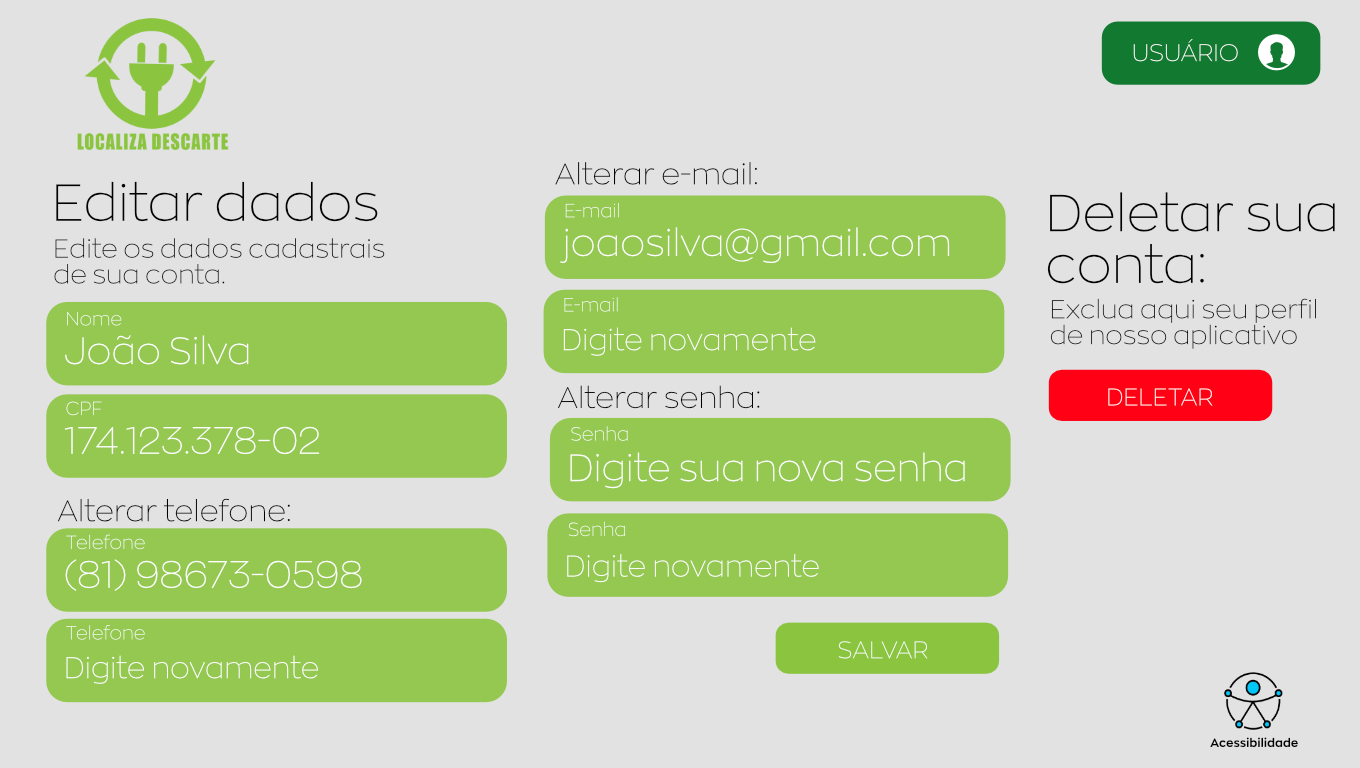 LOCALIZA DESCARTE
USUÁRIO
Editar dados
Edite os dados cadastrais
de sua conta.
Nome
João Silva
CPF
174.123.378-02
Alterar telefone:
Telefone
(81) 98673-0598
Telefone
Digite novamente
Alterar e-mail:
E-mail
joaosilva@gmail.com
E-mail
Digite novamente
Alterar senha:
Senha
Digite sua nova senha
Senha
Digite novamente
SALVAR
Deletar sua
conta:
Exclua aqui seu perfil
de nosso aplicativo
DELETAR
Acessibilidade